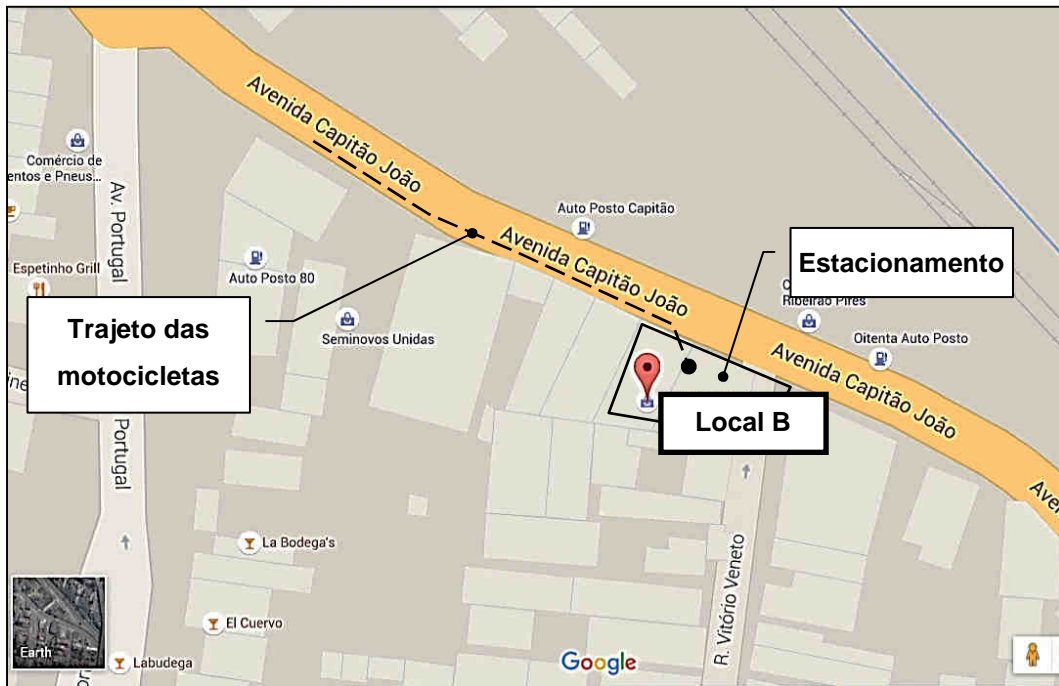 Avenida Capitão João
Comércio de
entos e Pneus...
Av. Portugal
Auto Posto Capitão
Avenida Capitão João
Estacionamento
Ribeirão Pires
Espetinho Grill
Auto Posto 80
Trajeto das
motocicletas
Seminovos Unidas
Oitenta Auto Posto
Avenida Capitão João
Local B
Portugal
Aven
La Bodega's
R. Vitório Veneto
El Cuervo
Earth
Labudega
Google